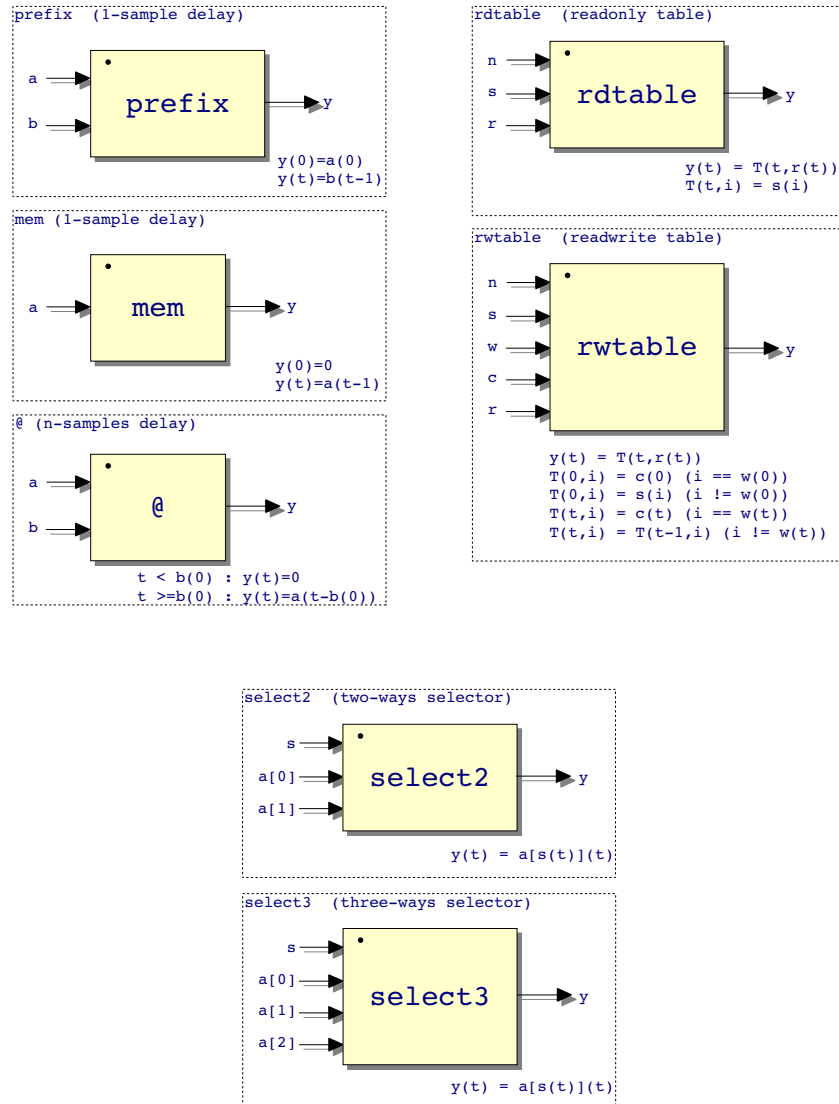 prefix  (1-sample delay)
a
b
prefix
y
y(0)=a(0)
y(t)=b(t-1)
mem (1-sample delay)
a
mem
y
y(0)=0
y(t)=a(t-1)
@ (n-samples delay)
a
b
@
y
t < b(0) : y(t)=0
t >=b(0) : y(t)=a(t-b(0))
rdtable  (readonly table)
n
s
r
rdtable
y
y(t) = T(t,r(t))
T(t,i) = s(i)
rwtable  (readwrite table)
n
s
w
c
r
rwtable
y
y(t) = T(t,r(t))
T(0,i) = c(0) (i == w(0))
T(0,i) = s(i) (i != w(0))
T(t,i) = c(t) (i == w(t))
T(t,i) = T(t-1,i) (i != w(t))
select2  (two-ways selector)
s
a[0]
a[1]
select2
y
y(t) = a[s(t)](t)
select3  (three-ways selector)
s
a[0]
a[1]
a[2]
select3
y
y(t) = a[s(t)](t)